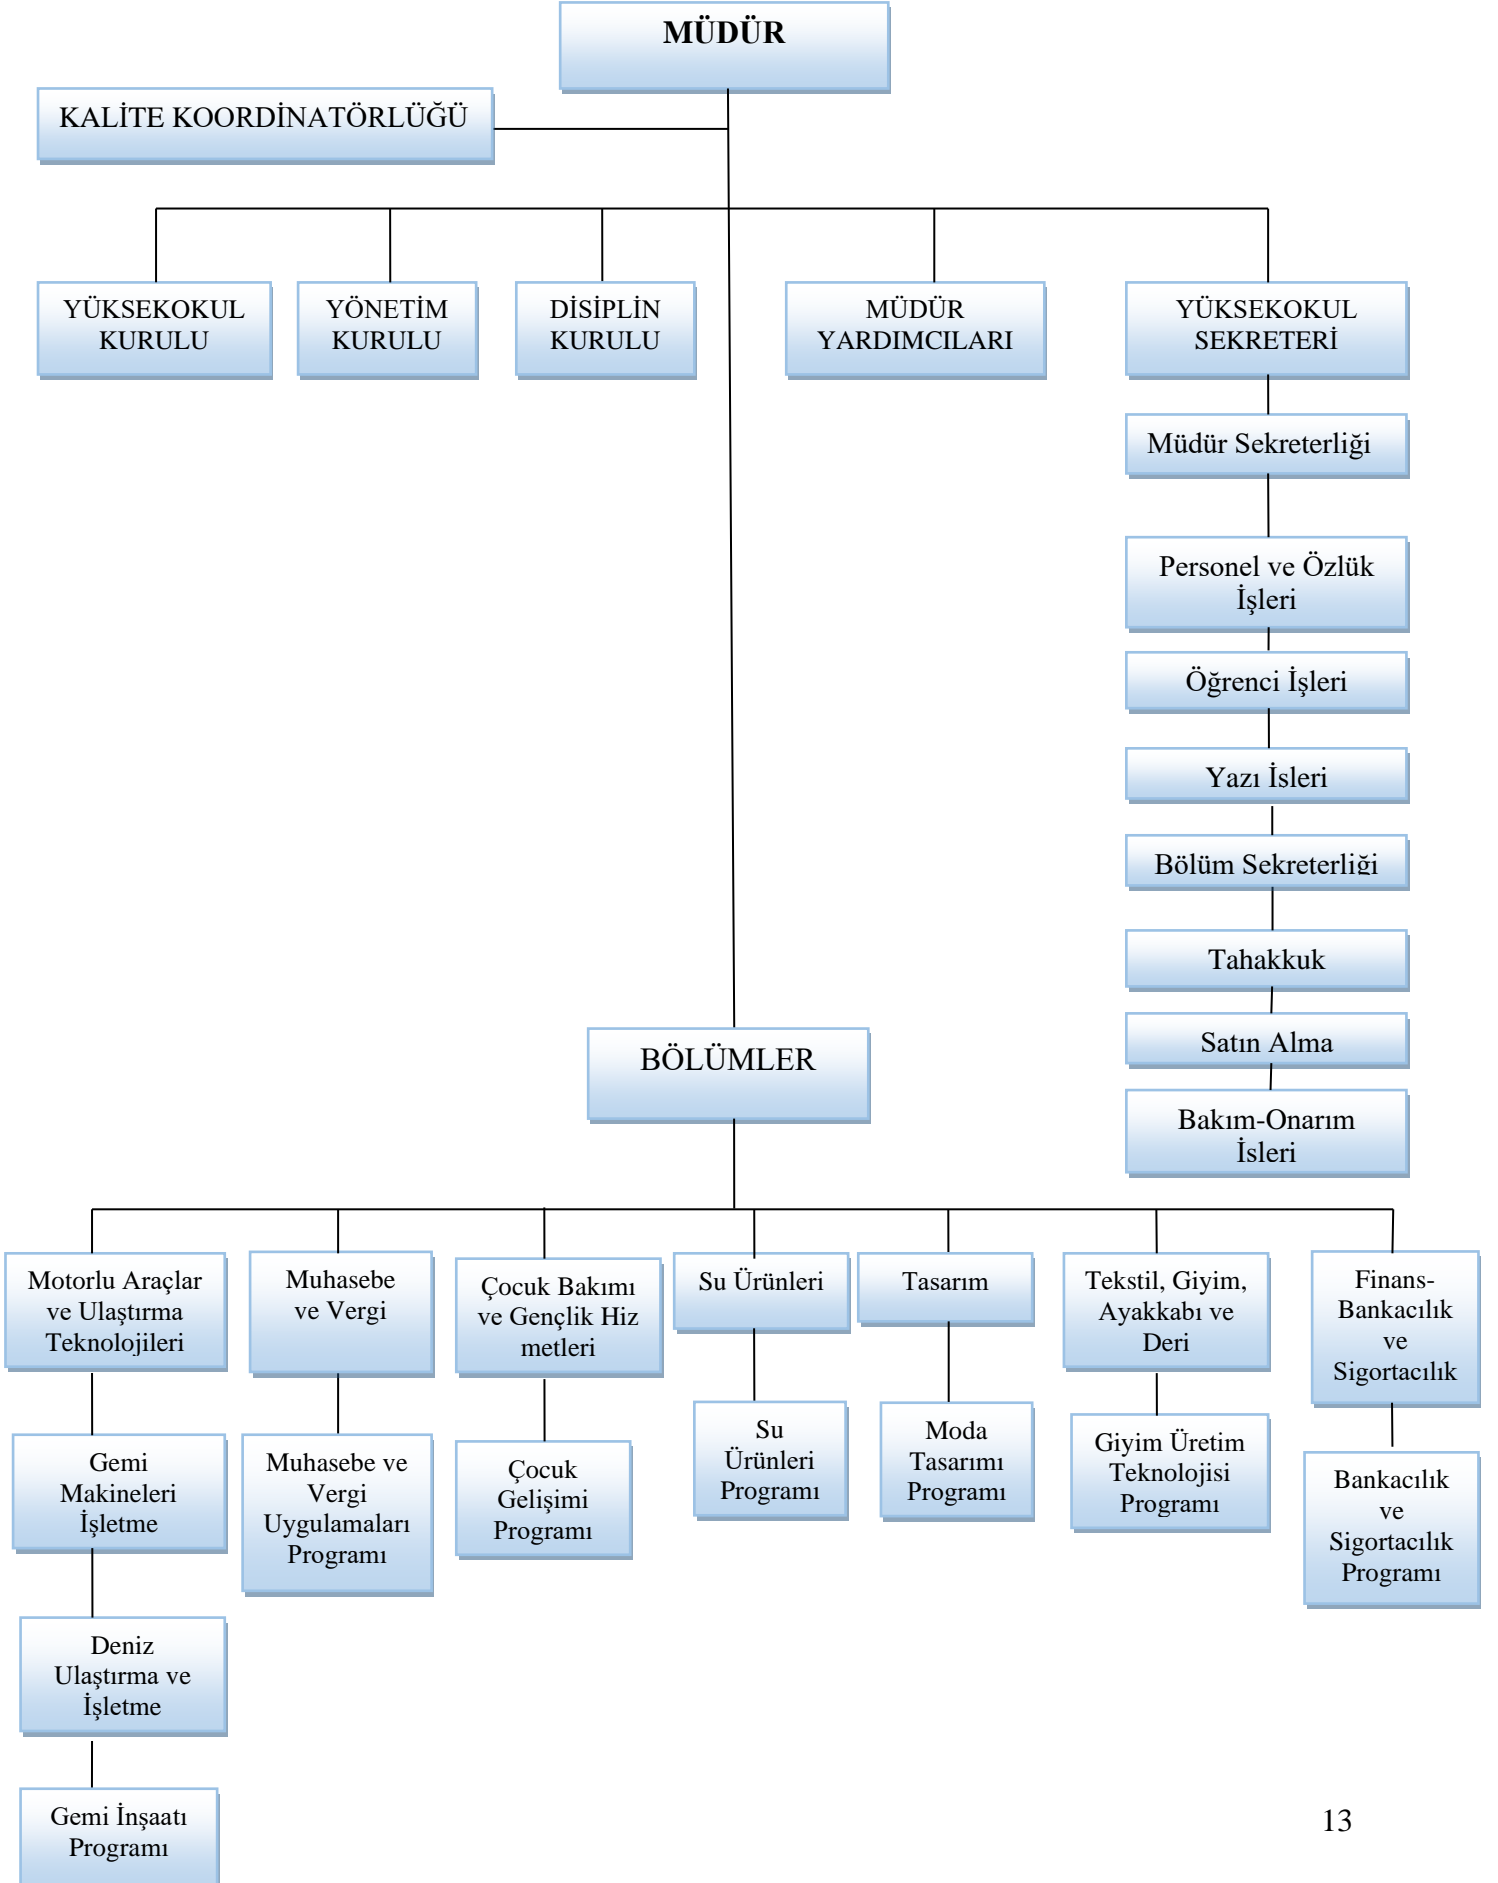 MÜDÜR
KALİTE KOORDİNATÖRLÜĞÜ
YÜKSEKOKUL
KURULU
YÖNETİM
KURULU
DİSİPLİN
KURULU
MÜDÜR
YARDIMCILARI
YÜKSEKOKUL
SEKRETERİ
Müdür Sekreterliği
Personel ve Özlük
İşleri
Öğrenci İşleri
Yazı İsleri
Bölüm Sekreterliği
Tahakkuk
Satın Alma
Bakım-Onarım
İsleri
BÖLÜMLER
Motorlu Araçlar
ve Ulaştırma
Teknolojileri
Muhasebe
ve Vergi
Çocuk Bakımı
ve Gençlik Hiz
metleri
Su Ürünleri
Tasarım
Tekstil, Giyim,
Ayakkabı ve
Deri
Finans-
Bankacılık
ve
Sigortacılık
Gemi
Makineleri
İşletme
Muhasebe ve
Vergi
Uygulamaları
Programı
Çocuk
Gelişimi
Programı
Su
Ürünleri
Programı
Moda
Tasarımı
Programı
Giyim Üretim
Teknolojisi
Programı
Bankacılık
ve
Sigortacılık
Programı
Deniz
Ulaştırma ve
İşletme
Gemi İnşaatı
Programı
13